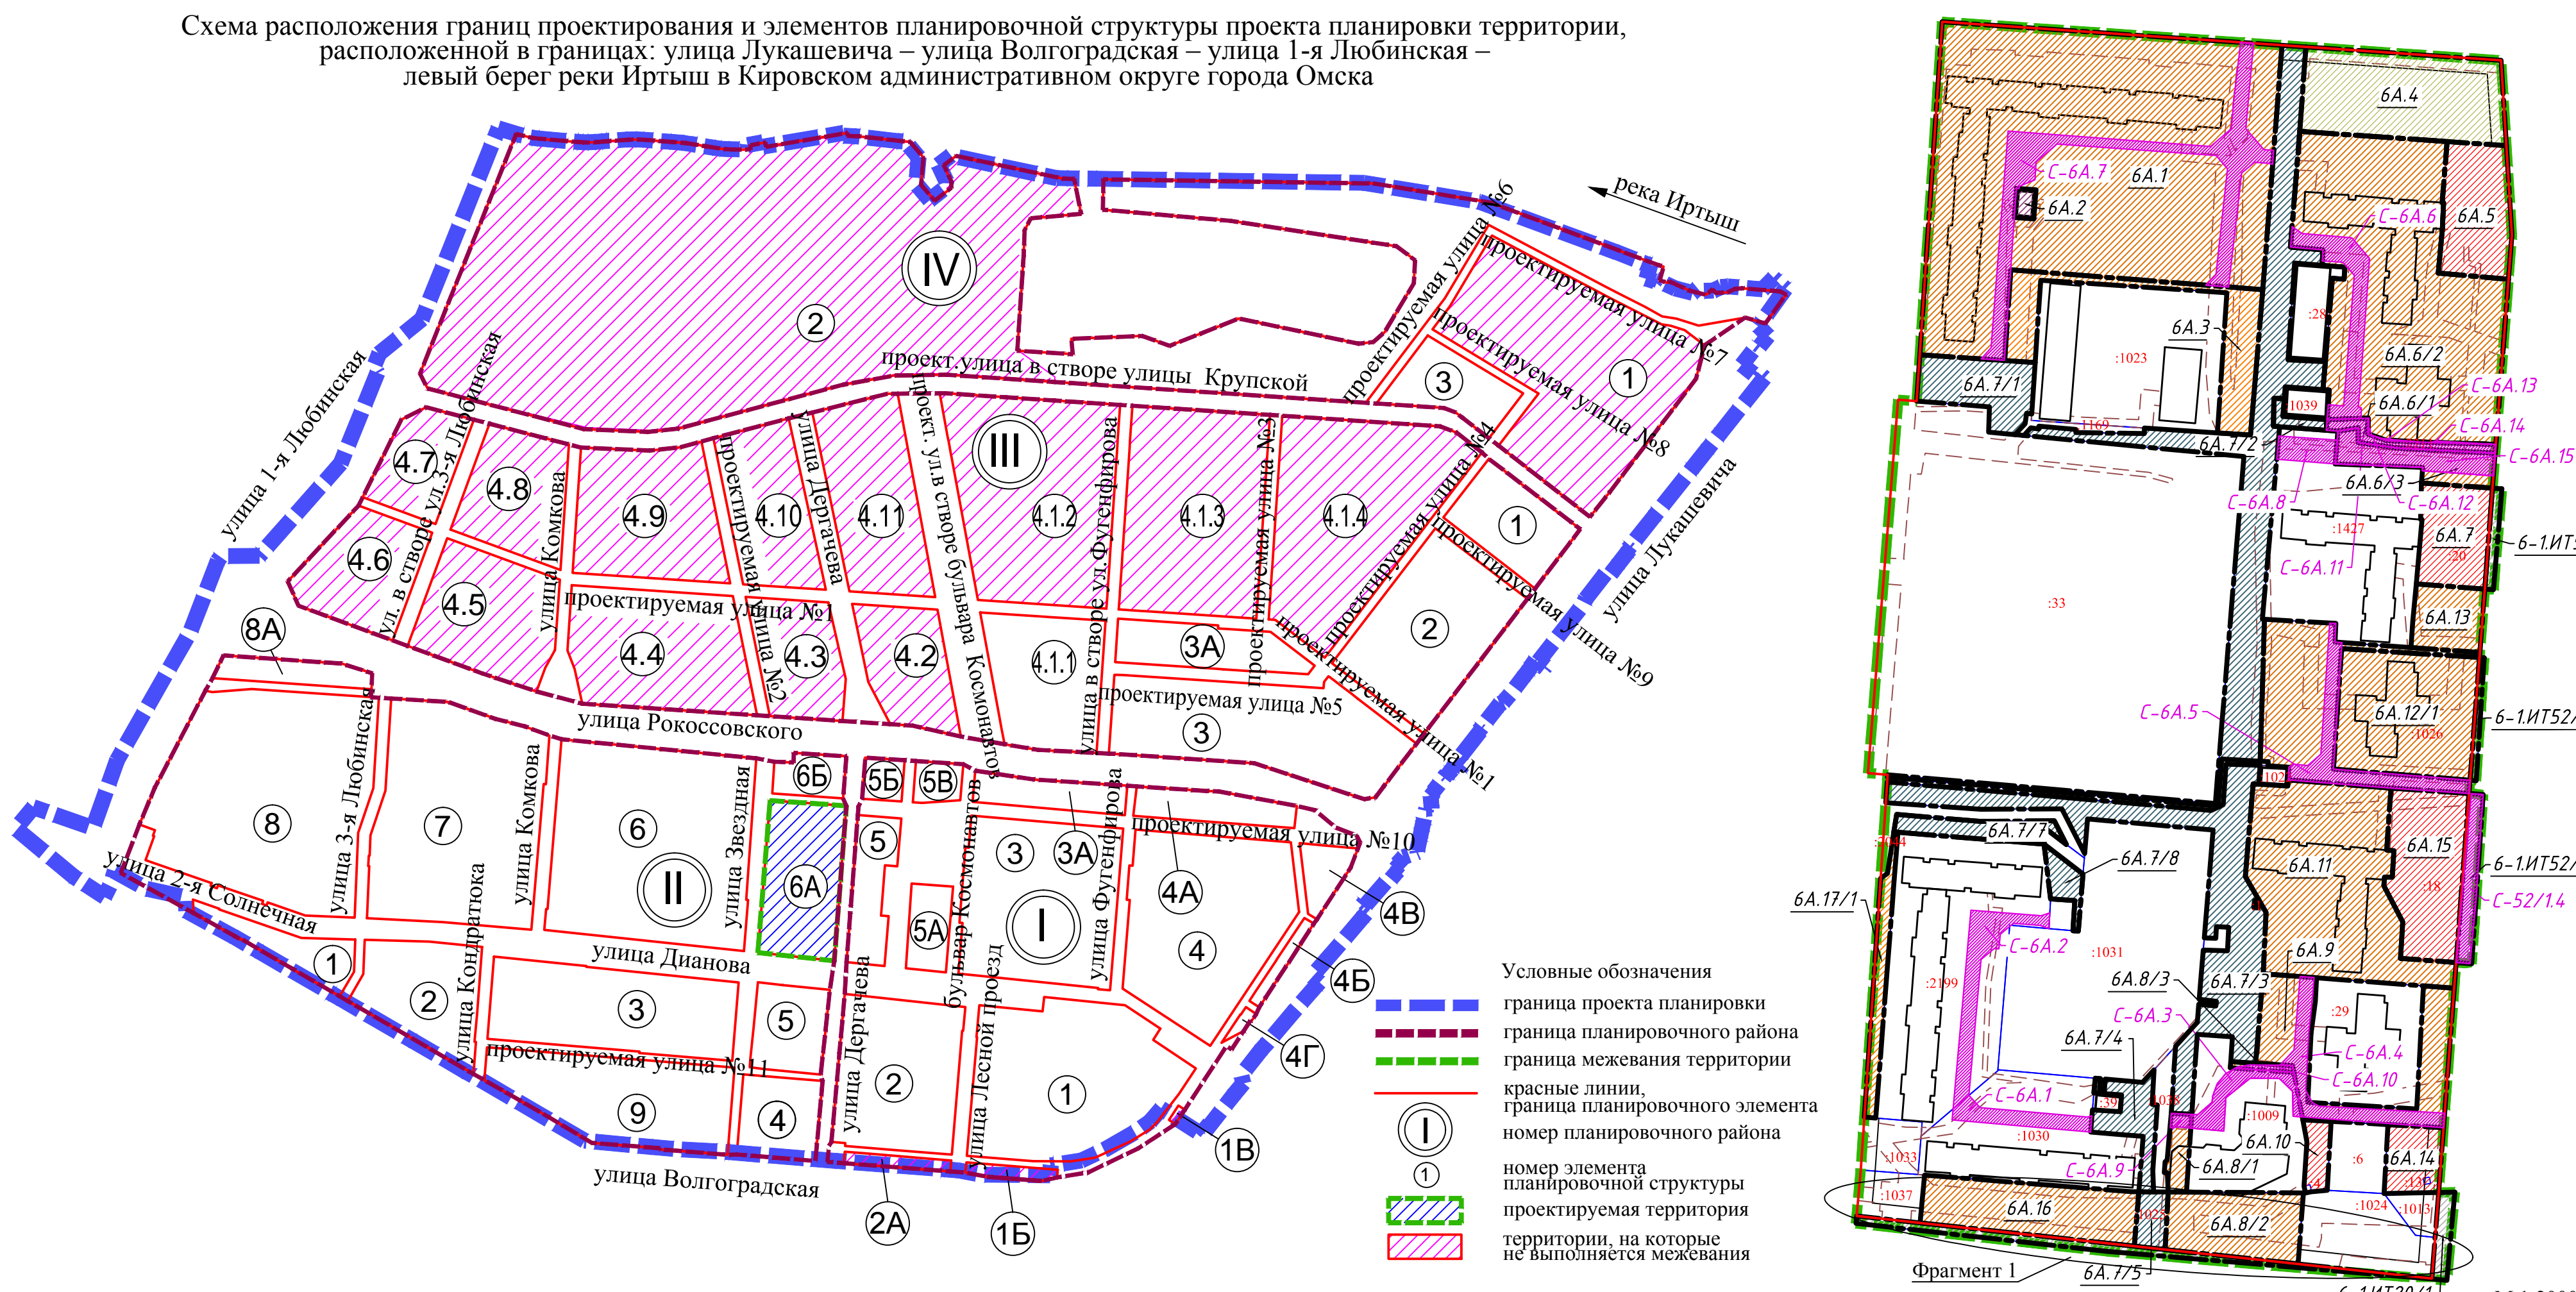 Схема расположения границ проектирования и элементов планировочной структуры проекта планировки территории,
расположенной в границах: улица Лукашевича – улица Волгоградская – улица 1-я Любинская –
левый берег реки Иртыш в Кировском административном округе города Омска
река Иртыш
IV
2
проект.улица в створе улицы Крупской
проектируемая улица №6
проектируемая улица №7
проектируемая улица №8
1
3
улица 1-я Любинская
ул. в створе ул.3-я Любинская
4.7
4.8
4.6
4.5
улица Комкова
4.9
4.10
4.11
III
4.1.2
4.1.3
4.1.4
проектируемая улица №2
улица Дергачева
проект. ул.в створе бульвара Космонавтов
улица в створе ул.Фугенфирова
проектируемая улица №3
проектируемая улица №4
1
проектируемая улица №9
улица Лукашевича
2
проектируемая улица №1
4.4
4.3
4.2
4.1.1
3А
проектируемая улица №1
проектируемая улица №5
3
8А
улица Рокоссовского
6Б
5Б
5В
8
улица 3-я Любинская
7
улица Комкова
6
II
улица Звездная
6А
5
5А
бульвар Космонавтов
3
3А
I
улица Фугенфирова
проектируемая улица №10
4А
4
4В
4Б
4Г
улица 2-я Солнечная
1
2
улица Кондратюка
улица Дианова
3
5
проектируемая улица №11
9
4
улица Дергачева
2
улица Лесной проезд
1
1В
улица Волгоградская
2А
1Б
Условные обозначения
граница проекта планировки
граница планировочного района
граница межевания территории
красные линии,
граница планировочного элемента
I
номер планировочного района
1
номер элемента
планировочной структуры
проектируемая территория
территории, на которые
не выполняется межевания
6А.4
С-6А.7
6А.1
6А.2
С-6А.6
6А.5
6А.3
:28
:1023
6А.6/2
6А.7/1
С-6А.13
6А.6/1
:1039
С-6А.14
:1169
6А.7/2
С-6А.15
6А.6/3
С-6А.8
С-6А.12
:1427
6А.7
:20
С-6А.11
:33
6А.13
С-6А.5
6А.12/1
:1026
6А.7/7
6А.7/8
6А.11
6А.15
:18
6А.17/1
С-52/1.4
С-6А.2
:1031
:2199
6А.9
6А.8/3
6А.7/3
С-6А.3
:29
6А.7/4
С-6А.4
С-6А.10
С-6А.1
:39
:1038
:1009
:1030
6А.10
:1033
С-6А.9
6А.8/1
:6
6А.14
:1037
6А.16
6А.8/2
:1024
:1013
Фрагмент 1
6А.7/5